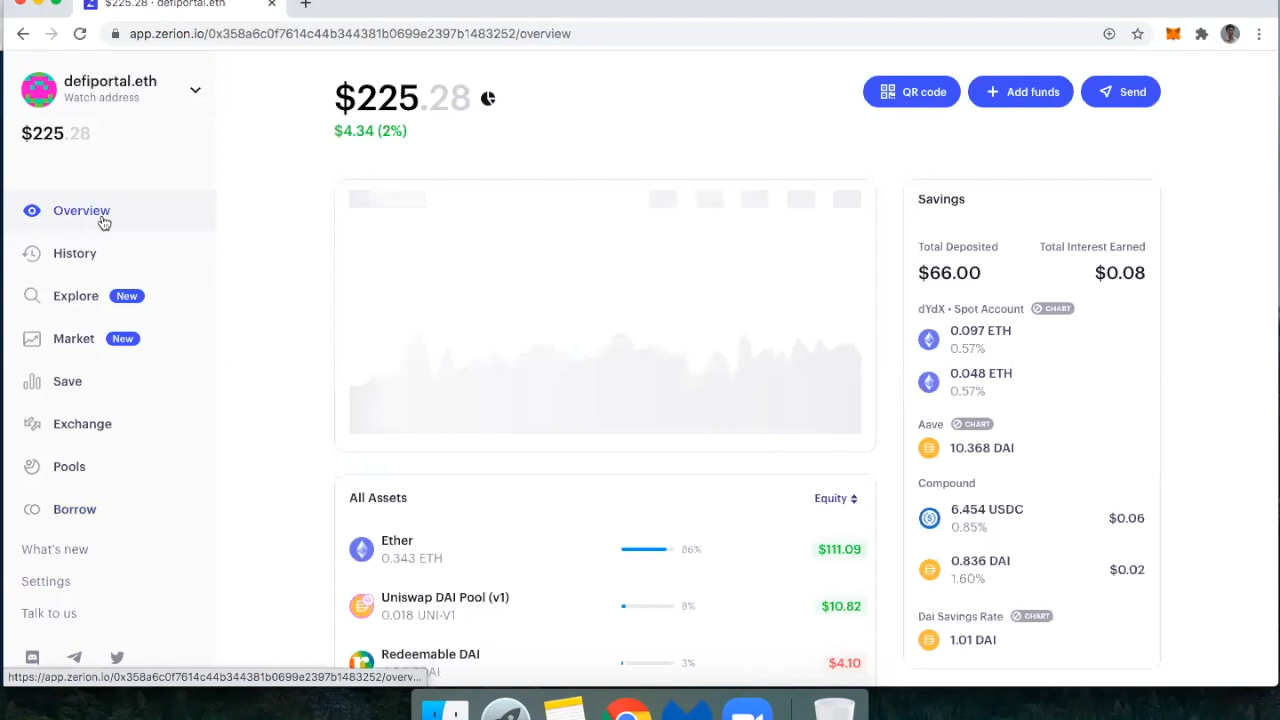 $225.28 · defiportal.eth
app.zerion.io/0x358a6c0f7614c44b344381b0699e2397b1483252/overview
defiportal.eth
Watch address
$225.28
Overview
History
Explore New
Market New
Save
Exchange
Pools
Borrow
What's new
Settings
Talk to us
https://app.zerion.io/0x358a6c0f7614c44b344381b0699e2397b1483252/overv...
$225.28
$4.34 (2%)
QR code
Add funds
Send
All Assets
Equity
Ether
0.343 ETH
86%
$111.09
Uniswap DAI Pool (v1)
0.018 UNI-V1
8%
$10.82
Redeemable DAI
DAI
3%
$4.10
Savings
Total Deposited Total Interest Earned
$66.00 $0.08
dYdX • Spot Account CHART
0.097 ETH
0.57%
0.048 ETH
0.57%
Aave CHART
10.368 DAI
Compound
6.454 USDC
0.85%
$0.06
0.836 DAI
1.60%
$0.02
Dai Savings Rate CHART
1.01 DAI